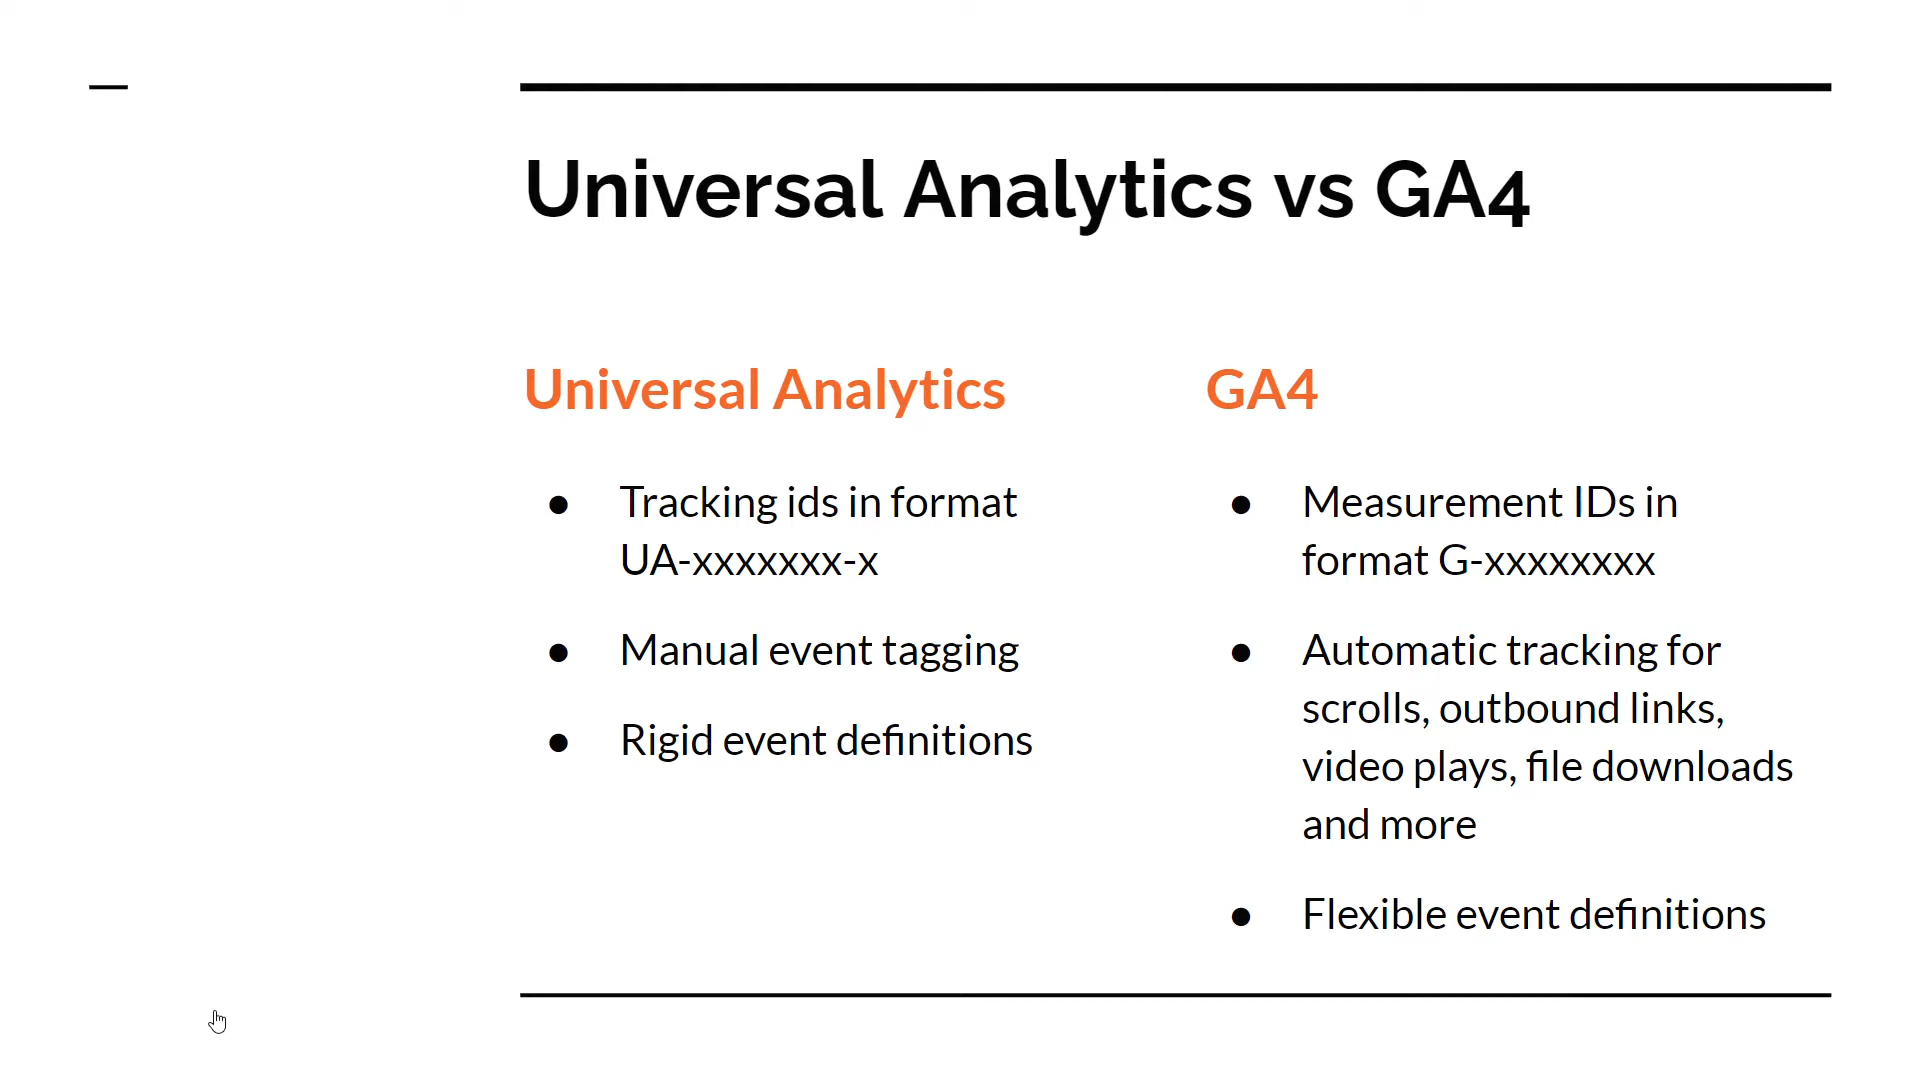 Universal Analytics vs GA4
Universal Analytics
● Tracking ids in format
UA-xxxxxxx-x
● Manual event tagging
● Rigid event definitions
GA4
● Measurement IDs in
format G-xxxxxxxx
● Automatic tracking for
scrolls, outbound links,
video plays, file downloads
and more
● Flexible event definitions